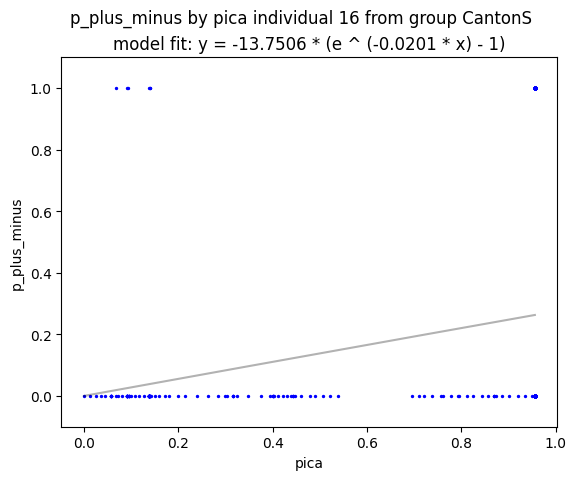 p_plus_minus by pica individual 16 from group CantonS
model fit: y = -13.7506 * (e ^ (-0.0201 * x) - 1)
1.0
0.8
0.6
0.4
0.2
0.0
p_plus_minus
0.0 0.2 0.4 0.6 0.8 1.0
pica